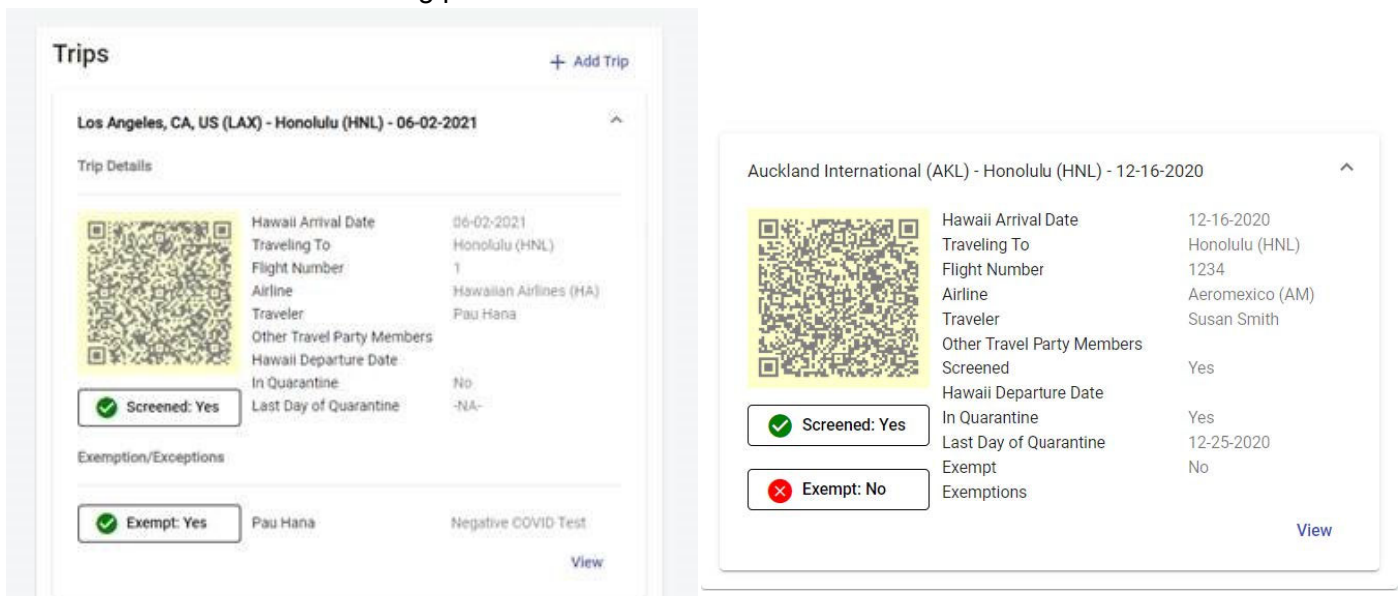 Trips
+ Add Trip
Los Angeles, CA, US (LAX) - Honolulu (HNL) - 06-02-2021
Trip Details
Hawaii Arrival Date 06-02-2021
Traveling To Honolulu (HNL)
Flight Number 1
Airline Hawaiian Airlines (HA)
Traveler Pau Hana
Other Travel Party Members
Hawaii Departure Date
In Quarantine No
Last Day of Quarantine -NA-
Screened: Yes
Exemption/Exceptions
Exempt: Yes Pau Hana Negative COVID Test
View
Auckland International (AKL) - Honolulu (HNL) - 12-16-2020
Hawaii Arrival Date 12-16-2020
Traveling To Honolulu (HNL)
Flight Number 1234
Airline Aeromexico (AM)
Traveler Susan Smith
Other Travel Party Members
Screened Yes
Hawaii Departure Date
In Quarantine Yes
Last Day of Quarantine 12-25-2020
Exempt No
Exemptions
Screened: Yes
Exempt: No
View